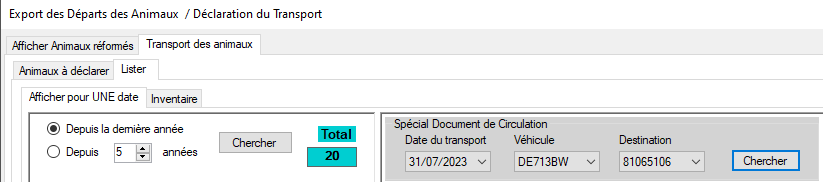 Export des Départs des Animaux / Déclaration du Transport
Afficher Animaux réformés
Transport des animaux
Animaux à déclarer
Lister
Afficher pour UNE date
Inventaire
Depuis la dernière année
Depuis 5 années
Chercher
Total
20
Spécial Document de Circulation
Date du transport Véhicule Destination
31/07/2023 DE713BW 81065106 Chercher